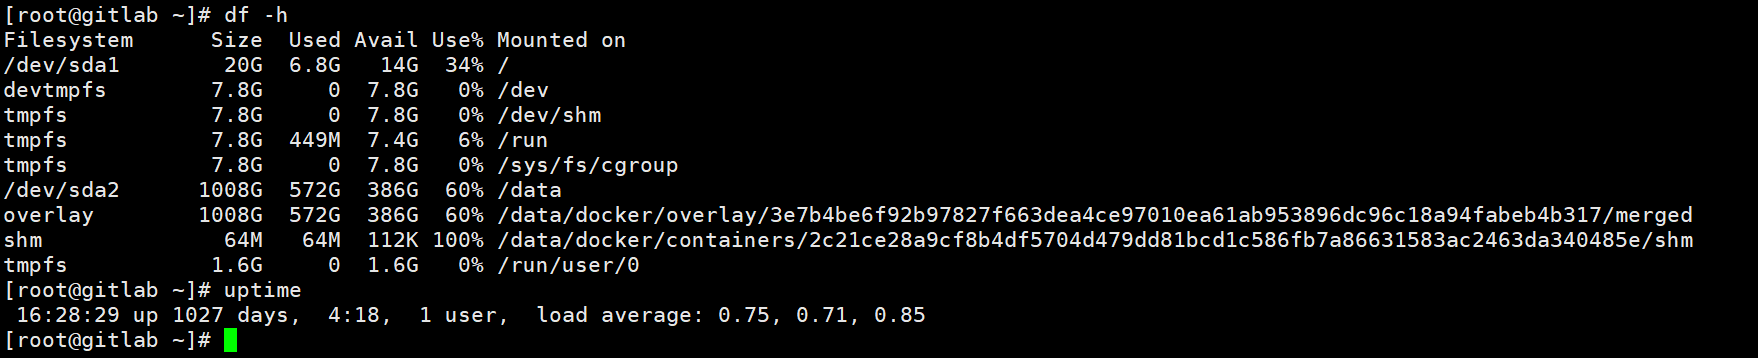 [root@gitlab ~]# df -h
Filesystem      Size  Used Avail Use% Mounted on
/dev/sda1        20G  6.8G   14G  34% /
devtmpfs        7.8G     0  7.8G   0% /dev
tmpfs           7.8G     0  7.8G   0% /dev/shm
tmpfs           7.8G  449M  7.4G   6% /run
tmpfs           7.8G     0  7.8G   0% /sys/fs/cgroup
/dev/sda2      1008G  572G  386G  60% /data
overlay        1008G  572G  386G  60% /data/docker/overlay/3e7b4be6f92b97827f663dea4ce97010ea61ab953896dc96c18a94fabeb4b317/merged
shm              64M   64M  112K 100% /data/docker/containers/2c21ce28a9cf8b4df5704d479dd81bcd1c586fb7a86631583ac2463da340485e/shm
tmpfs           1.6G     0  1.6G   0% /run/user/0
[root@gitlab ~]# uptime
 16:28:29 up 1027 days,  4:18,  1 user,  load average: 0.75, 0.71, 0.85
[root@gitlab ~]#